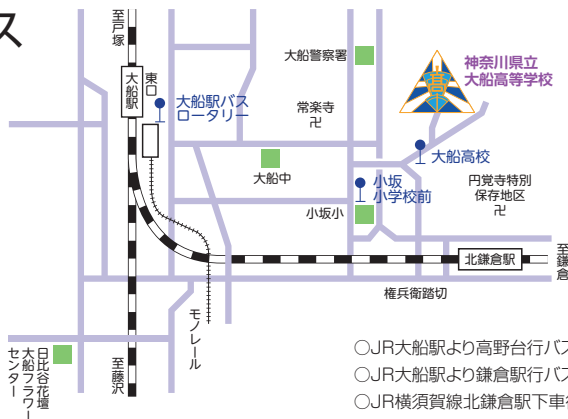 ス
至戸塚
大船駅
東口
大船駅バス
ロータリー
大船警察署
常楽寺
卍
高
神奈川県立
大船高等学校
大船高校
大船中
小坂
小学校前
小坂小
円覚寺特別
保存地区
卍
北鎌倉駅
至鎌倉
権兵衛踏切
モノレール
至藤沢
日比谷花壇
大船フラワー
センター
○JR大船駅より高野台行バス
○JR大船駅より鎌倉駅行バス
○JR横須賀線北鎌倉駅下車